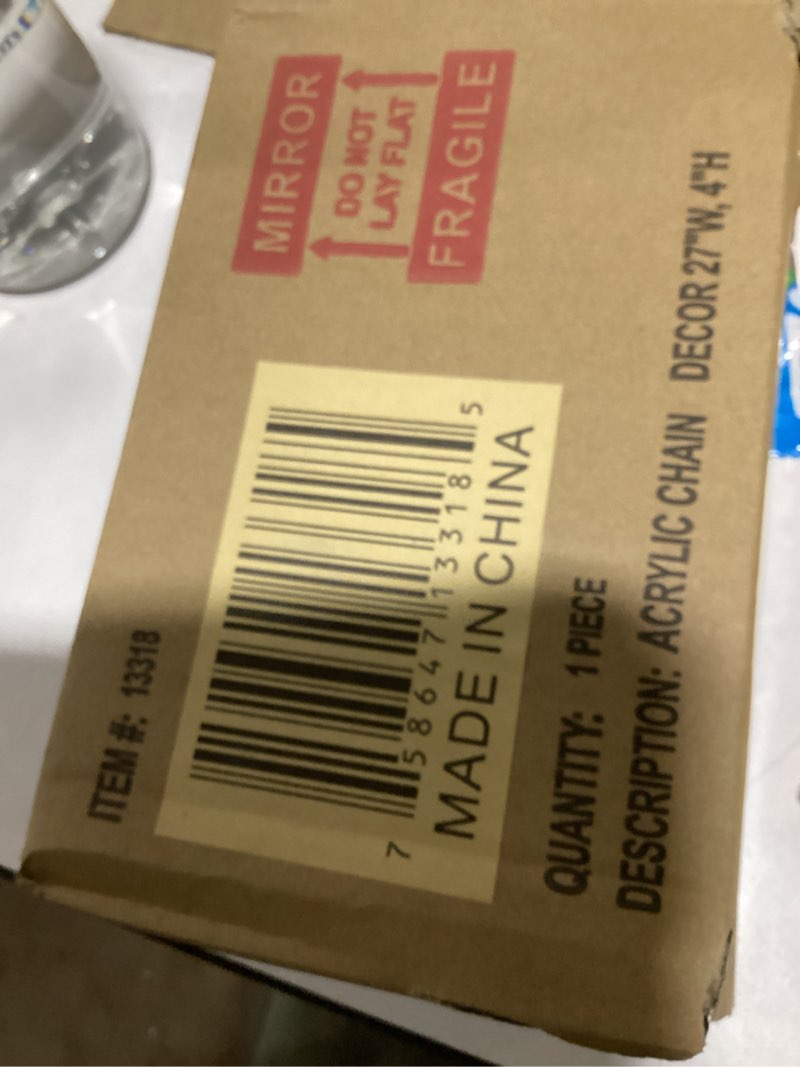 ITEM #: 13318
MIRROR
DO NOT
LAY FLAT
FRAGILE
7 58647 13318 5
MADE IN CHINA
QUANTITY: 1 PIECE
DESCRIPTION: ACRYLIC CHAIN DECOR 27"W, 4"H